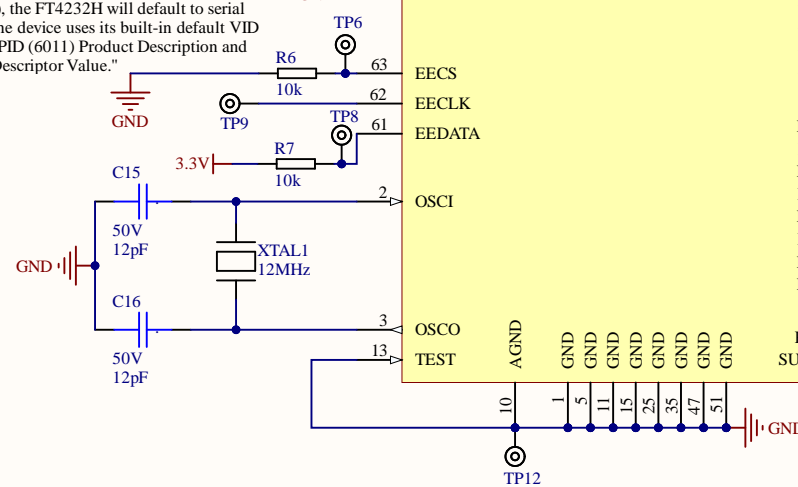 ), the FT4232H will default to serial
ne device uses its built-in default VID
PID (6011) Product Description and
Descriptor Value."
TP6
R6
10k
63
EECS
GND
TP9
62
EECLK
TP8
61
EEDATA
3.3V
R7
10k
C15
50V
12pF
2
OSCI
GND
XTAL1
12MHz
C16
50V
12pF
3
OSCO
13
TEST
AGND
GND
GND
GND
GND
GND
GND
GND
GND
SU
10
1
5
11
15
25
35
47
51
GND
TP12